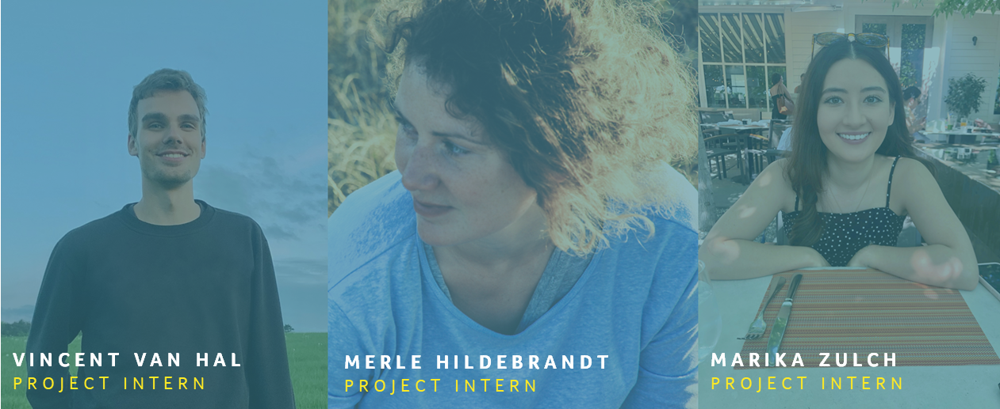 VINCENT VAN HAL
PROJECT INTERN
MERLE HILDEBRANDT
PROJECT INTERN
MARIKA ZULCH
PROJECT INTERN